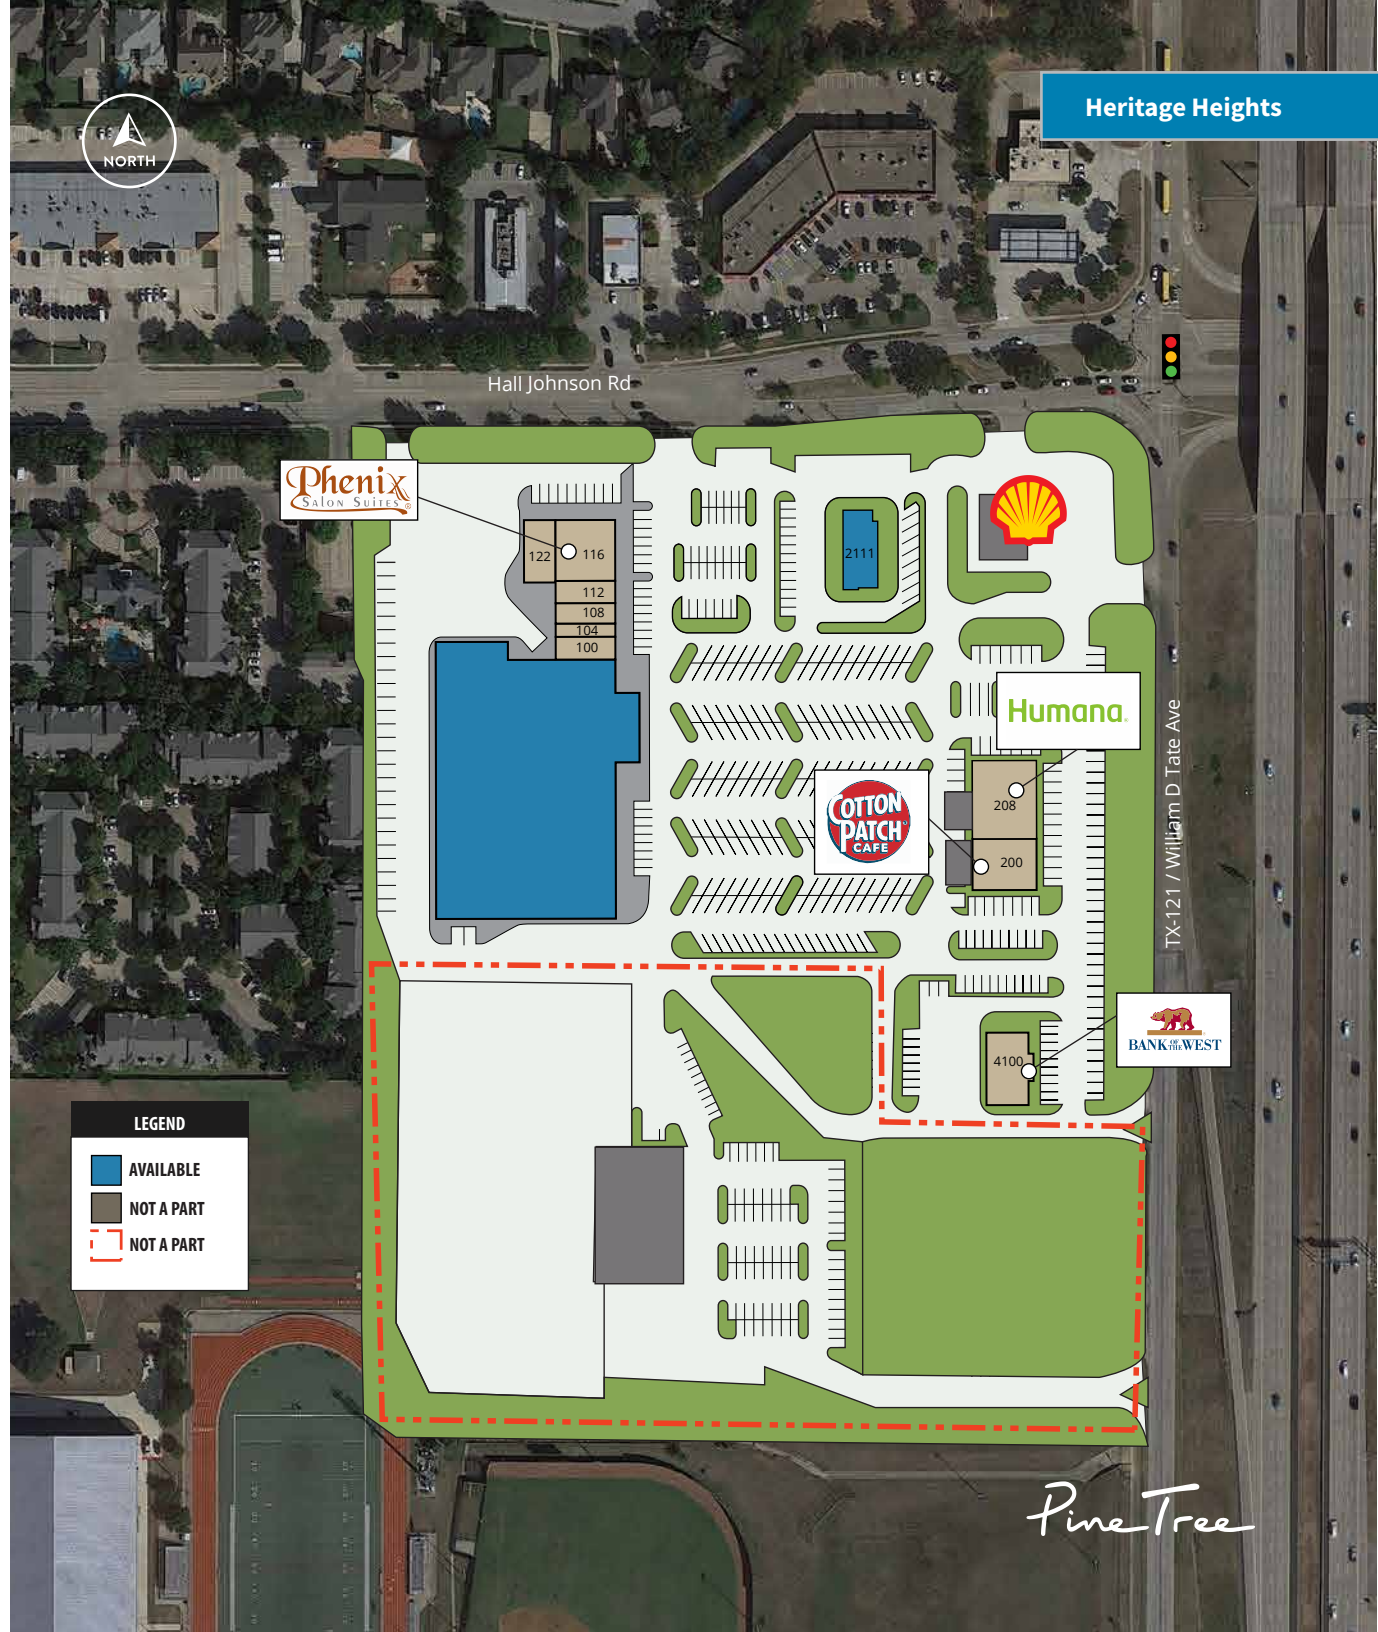 Heritage Heights
NORTH
Hall Johnson Rd
Phenix
SALON SUITES
122
116
112
108
104
100
2111
Humana
208
200
COTTON
PATCH
CAFE
TX-121 / William D Tate Ave
4100
BANK OF THE WEST
LEGEND
AVAILABLE
NOT A PART
NOT A PART
Pine Tree